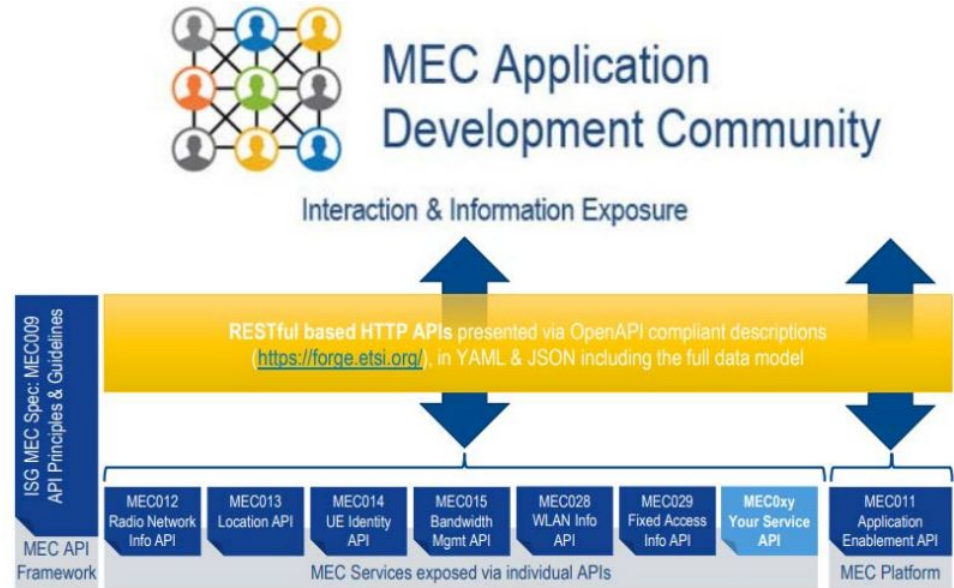 MEC Application
Development Community
Interaction & Information Exposure
ISG MEC Spec: MEC009
API Principles & Guidelines
RESTful based HTTP APIs presented via OpenAPI compliant descriptions
(https://forge.etsi.org/), in YAML & JSON including the full data model
MEC012
Radio Network
Info API
MEC013
Location API
MEC014
UE Identity
API
MEC015
Bandwidth
Mgmt API
MEC028
WLAN Info
API
MEC029
Fixed Access
Info API
MEC0xy
Your Service
API
MEC011
Application
Enablement API
MEC API
Framework
MEC Services exposed via individual APIs
MEC Platform